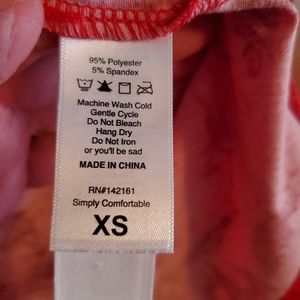 95% Polyester
5% Spandex
Machine Wash Cold
Gentle Cycle
Do Not Bleach
Hang Dry
Do Not Iron
or you'll be sad
MADE IN CHINA
RN#142161
Simply Comfortable
XS